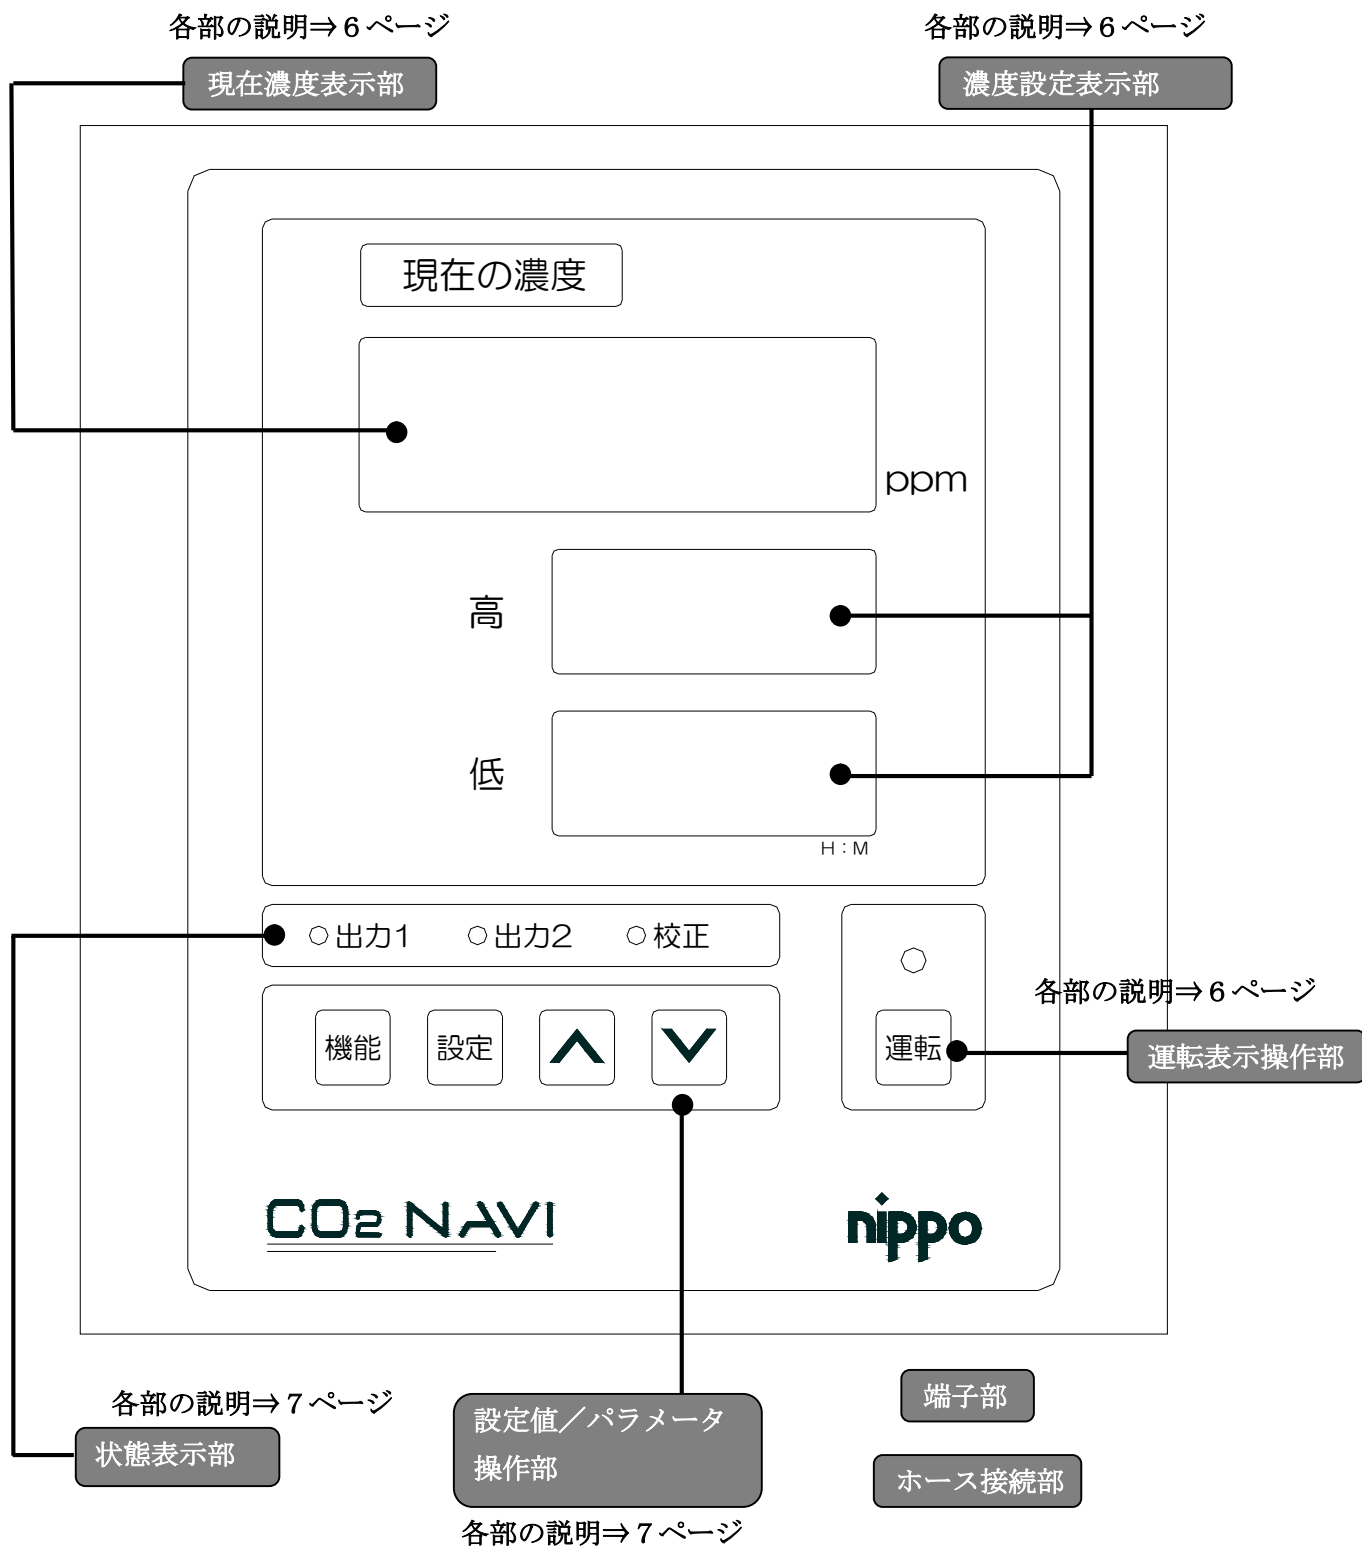 各部の説明⇒６ページ
各部の説明⇒６ページ
現在濃度表示部
濃度設定表示部
現在の濃度
ppm
高
低
H：M
出力1
出力2
校正
機能
設定
運転
各部の説明⇒６ページ
運転表示操作部
CO2 NAVI
nippo
各部の説明⇒７ページ
状態表示部
設定値／パラメータ
操作部
各部の説明⇒７ページ
端子部
ホース接続部